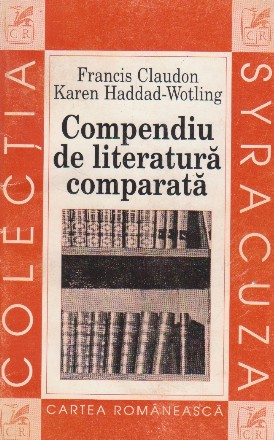 Francis Claudon
Karen Haddad-Wotling
Compendiu
de literatură
comparată
COLECȚIA
SYRACUZA
CARTEA ROMÂNEASCĂ
C R
C R
C R
C R